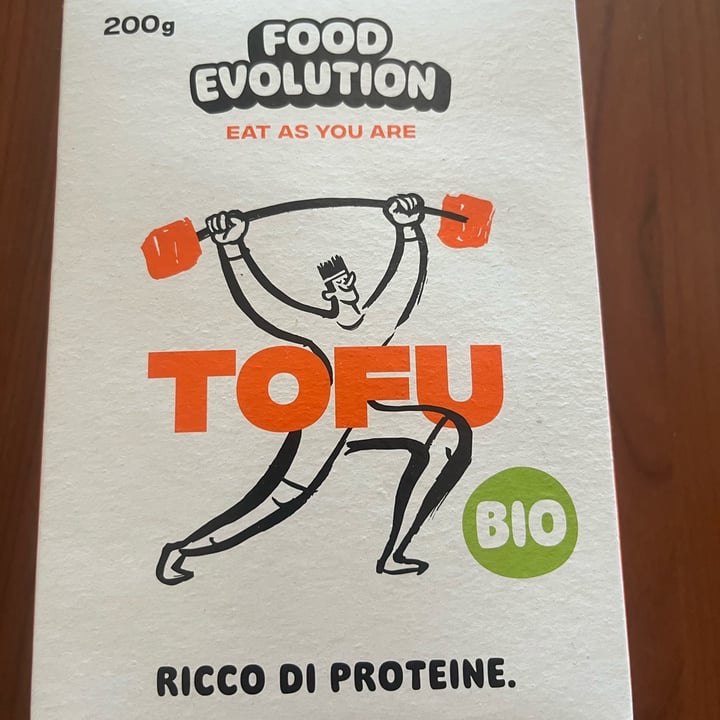 200g
FOOD
EVOLUTION
EAT AS YOU ARE
TOFU
BIO
RICCO DI PROTEINE.